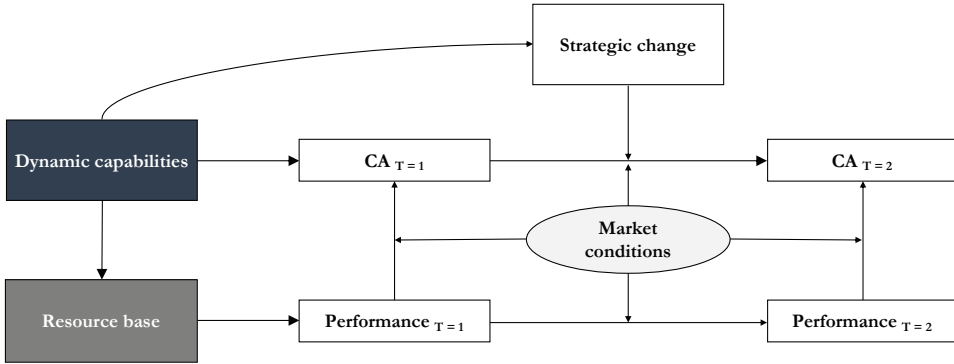 Strategic change
Dynamic capabilities
CA T = 1
CA T = 2
Market
conditions
Resource base
Performance T = 1
Performance T = 2